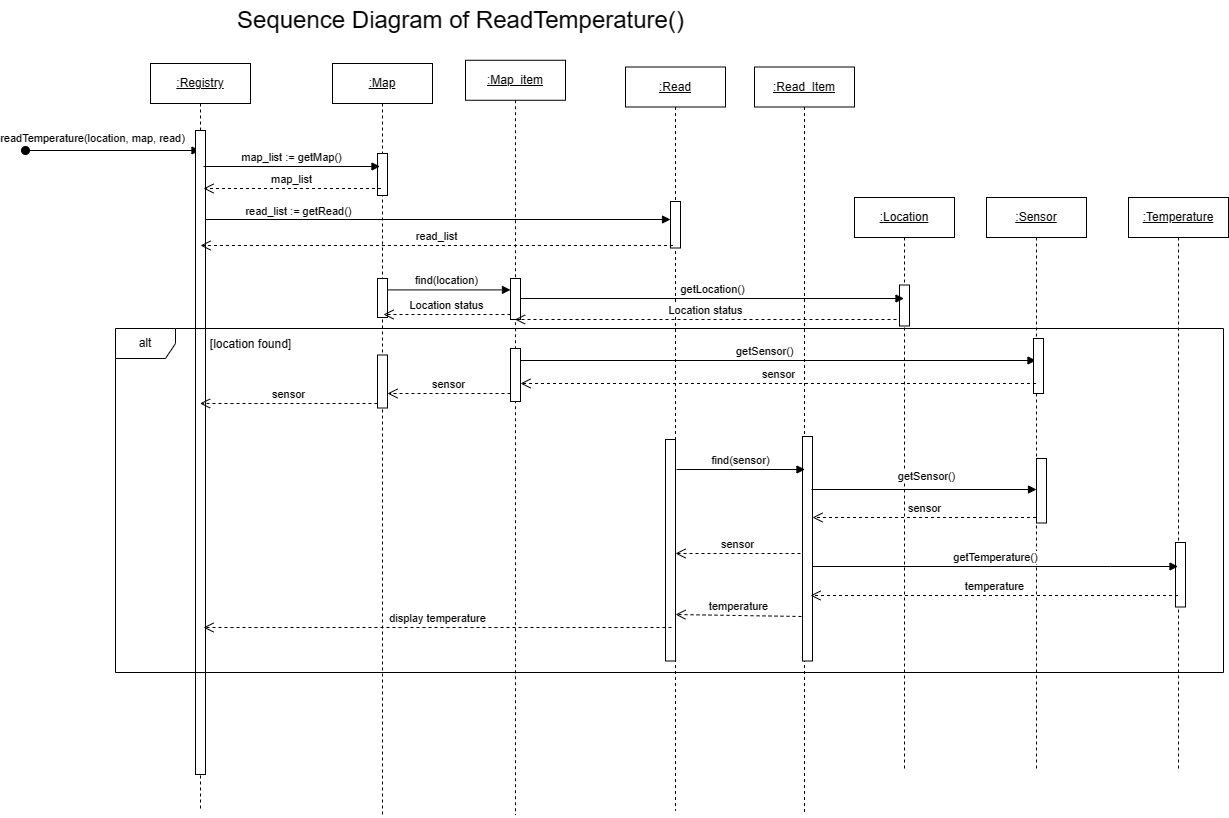 Sequence Diagram of ReadTemperature()
:Registry
:Map
:Map_item
:Read
:Read_Item
readTemperature(location, map, read)
map_list := getMap()
map_list
read_list := getRead()
read_list
:Location
:Sensor
:Temperature
find(location)
getLocation()
Location status
Location status
alt
[location found]
getSensor()
sensor
sensor
sensor
find(sensor)
getSensor()
sensor
sensor
getTemperature()
temperature
temperature
display temperature